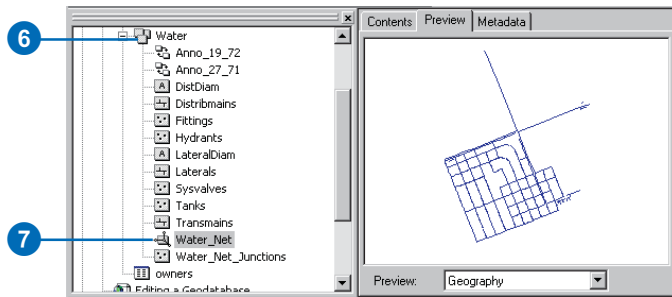 6
Water
Anno_19_72
Anno_27_71
A DistDiam
Distribmains
Fittings
Hydrants
A LateralDiam
Laterals
Sysvalves
Tanks
Transmains
7
Water_Net
Water_Net_Junctions
owners
Editing a Geodatabase
Contents
Preview
Metadata
Preview:
Geography